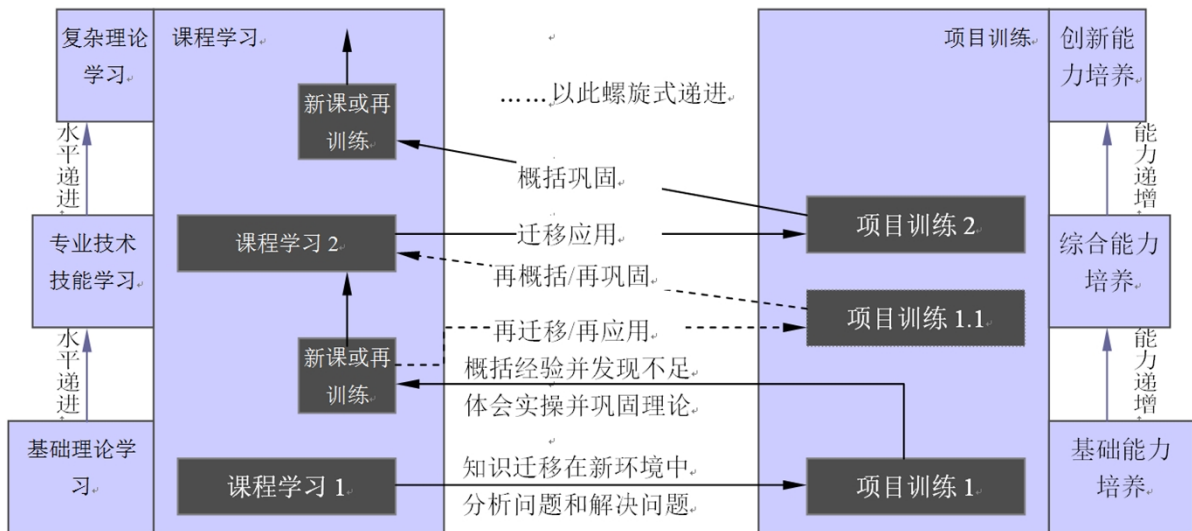 复杂理论
学习
水平递进
专业技术
技能学习
水平递进
基础理论学
习
课程学习
新课或再
训练
课程学习 2
新课或再
训练
课程学习 1
……以此螺旋式递进
概括巩固
迁移应用
再概括/再巩固
再迁移/再应用
概括经验并发现不足
体会实操并巩固理论
知识迁移在新环境中
分析问题和解决问题
项目训练
项目训练 2
项目训练 1.1
项目训练 1
创新能
力培养
能力递增
综合能力
培养
能力递增
基础能力
培养